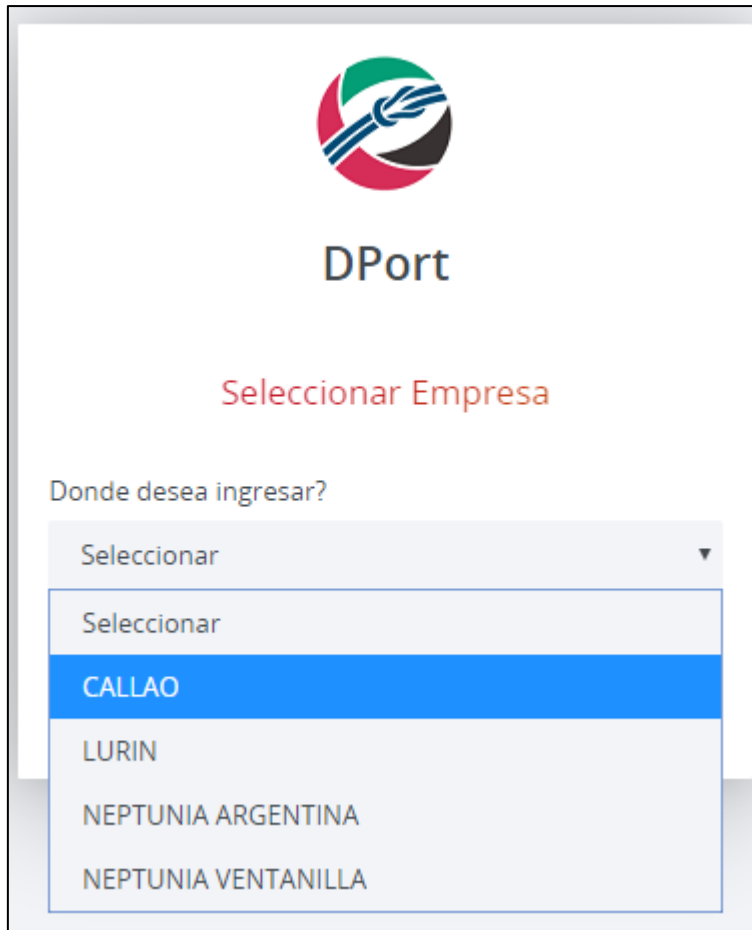 DPort
Seleccionar Empresa
Donde desea ingresar?
Seleccionar
Seleccionar
CALLAO
LURIN
NEPTUNIA ARGENTINA
NEPTUNIA VENTANILLA